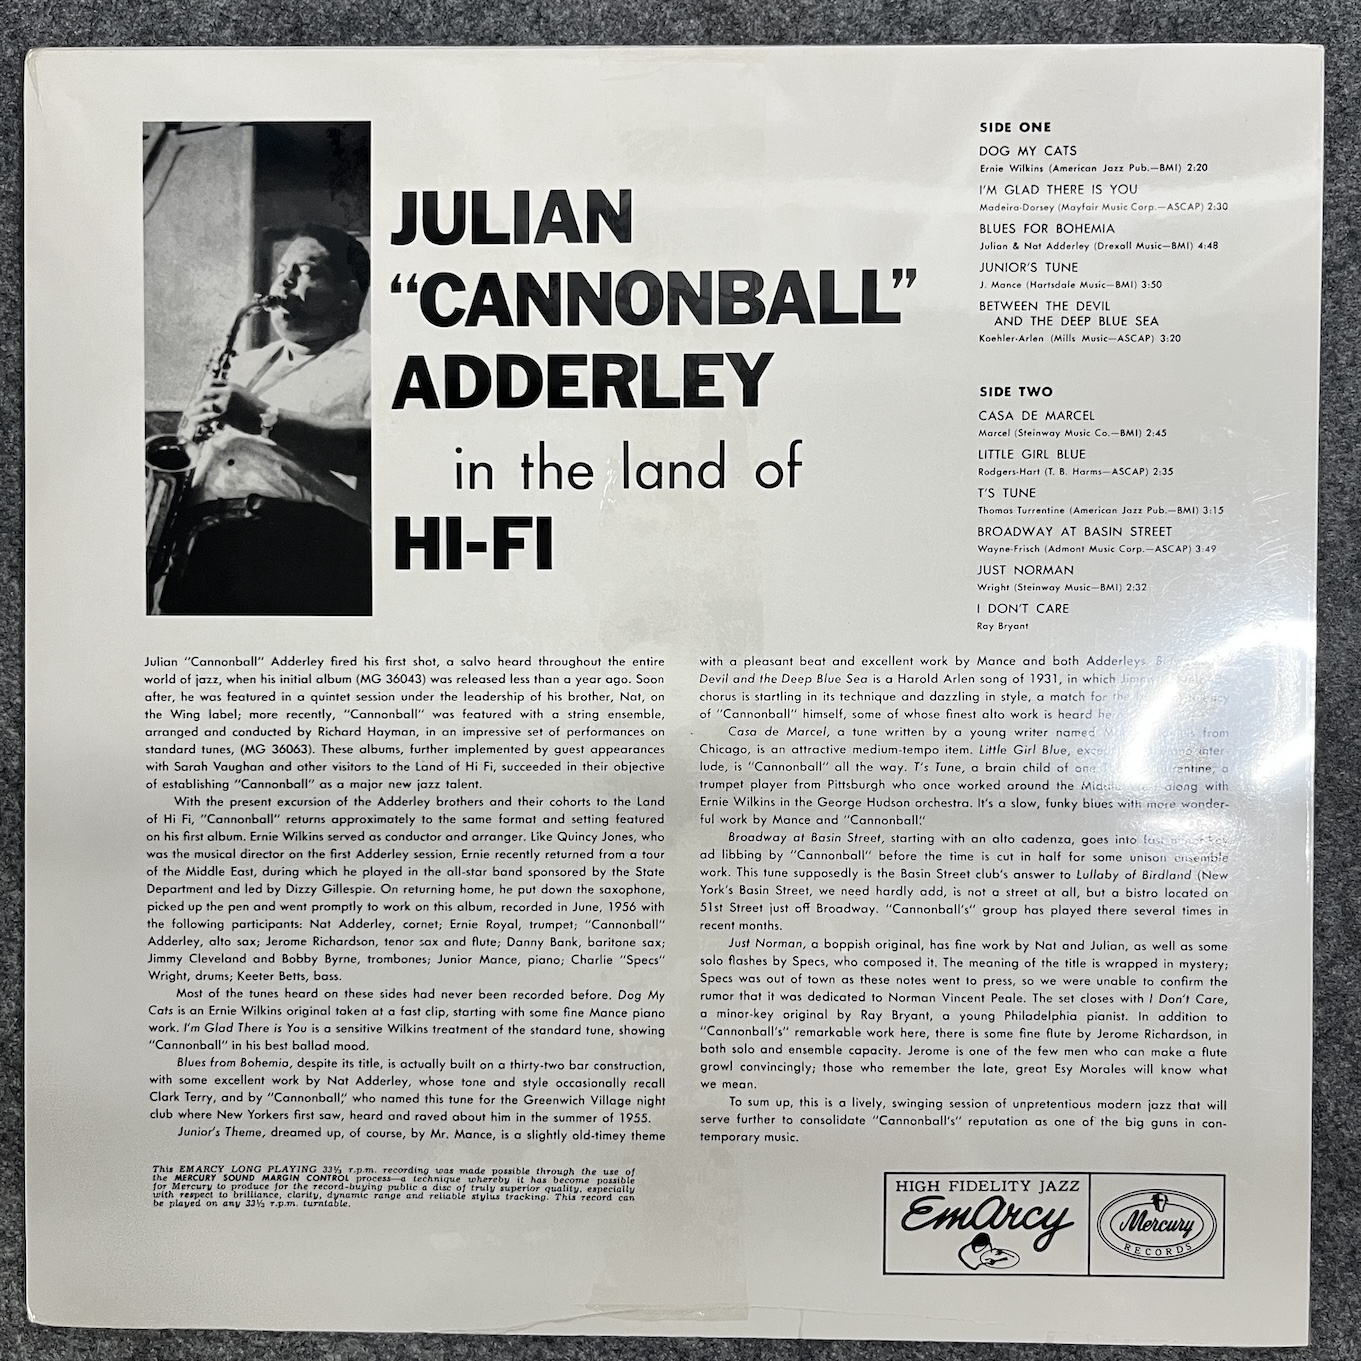 JULIAN
“CANNONBALL”
ADDERLEY
in the land of
HI-FI
SIDE ONE
DOG MY CATS
Ernie Wilkins (American Jazz Pub.—BMI) 2:20
I'M GLAD THERE IS YOU
Madeira-Dorsey (Mayfair Music Corp.—ASCAP) 2:30
BLUES FOR BOHEMIA
Julian & Nat Adderley (Drexall Music—BMI) 4:48
JUNIOR'S TUNE
J. Mance (Hartsdale Music—BMI) 3:50
BETWEEN THE DEVIL
AND THE DEEP BLUE SEA
Koehler-Arlen (Mills Music—ASCAP) 3:20
SIDE TWO
CASA DE MARCEL
Marcel (Steinway Music Co.—BMI) 2:45
LITTLE GIRL BLUE
Rodgers-Hart (T. B. Harms—ASCAP) 2:35
T'S TUNE
Thomas Turrentine (American Jazz Pub.—BMI) 3:15
BROADWAY AT BASIN STREET
Wayne-Frisch (Admont Music Corp.—ASCAP) 3:49
JUST NORMAN
Wright (Steinway Music—BMI) 2:32
I DON'T CARE
Ray Bryant
Julian “Cannonball” Adderley fired his first shot, a salvo heard throughout the entire
world of jazz, when his initial album (MG 36043) was released less than a year ago. Soon
after, he was featured in a quintet session under the leadership of his brother, Nat, on
the Wing label; more recently, “Cannonball” was featured with a string ensemble,
arranged and conducted by Richard Hayman, in an impressive set of performances on
standard tunes, (MG 36063). These albums, further implemented by guest appearances
with Sarah Vaughan and other visitors to the Land of Hi Fi, succeeded in their objective
of establishing “Cannonball” as a major new jazz talent.
With the present excursion of the Adderley brothers and their cohorts to the Land
of Hi Fi, “Cannonball” returns approximately to the same format and setting featured
on his first album. Ernie Wilkins served as conductor and arranger. Like Quincy Jones, who
was the musical director on the first Adderley session, Ernie recently returned from a tour
of the Middle East, during which he played in the all-star band sponsored by the State
Department and led by Dizzy Gillespie. On returning home, he put down the saxophone,
picked up the pen and went promptly to work on this album, recorded in June, 1956 with
the following participants: Nat Adderley, cornet; Ernie Royal, trumpet; “Cannonball”
Adderley, alto sax; Jerome Richardson, tenor sax and flute; Danny Bank, baritone sax;
Jimmy Cleveland and Bobby Byrne, trombones; Junior Mance, piano; Charlie “Specs”
Wright, drums; Keeter Betts, bass.
Most of the tunes heard on these sides had never been recorded before. Dog My
Cats is an Ernie Wilkins original taken at a fast clip, starting with some fine Mance piano
work. I'm Glad There is You is a sensitive Wilkins treatment of the standard tune, showing
“Cannonball” in his best ballad mood.
Blues from Bohemia, despite its title, is actually built on a thirty-two bar construction,
with some excellent work by Nat Adderley, whose tone and style occasionally recall
Clark Terry, and by “Cannonball,” who named this tune for the Greenwich Village night
club where New Yorkers first saw, heard and raved about him in the summer of 1955.
Junior's Theme, dreamed up, of course, by Mr. Mance, is a slightly old-timey theme
with a pleasant beat and excellent work by Mance and both Adderleys.
Devil and the Deep Blue Sea is a Harold Arlen song of 1931, in which
chorus is startling in its technique and dazzling in style, a match for the
of “Cannonball” himself, some of whose finest alto work is heard
Casa de Marcel, a tune written by a young writer named from
Chicago, is an attractive medium-tempo item. Little Girl Blue, inter-
lude, is “Cannonball” all the way. T's Tune, a brain child of one a
trumpet player from Pittsburgh who once worked around the along with
Ernie Wilkins in the George Hudson orchestra. It's a slow, funky blues with more wonder-
ful work by Mance and “Cannonball.”
Broadway at Basin Street, starting with an alto cadenza, goes into
ad libbing by “Cannonball” before the time is cut in half for some unison ensemble
work. This tune supposedly is the Basin Street club's answer to Lullaby of Birdland (New
York's Basin Street, we need hardly add, is not a street at all, but a bistro located on
51st Street just off Broadway. “Cannonball's” group has played there several times in
recent months.
Just Norman, a boppish original, has fine work by Nat and Julian, as well as some
solo flashes by Specs, who composed it. The meaning of the title is wrapped in mystery;
Specs was out of town as these notes went to press, so we were unable to confirm the
rumor that it was dedicated to Norman Vincent Peale. The set closes with I Don't Care,
a minor-key original by Ray Bryant, a young Philadelphia pianist. In addition to
“Cannonball's” remarkable work here, there is some fine flute by Jerome Richardson, in
both solo and ensemble capacity. Jerome is one of the few men who can make a flute
growl convincingly; those who remember the late, great Esy Morales will know what
we mean.
To sum up, this is a lively, swinging session of unpretentious modern jazz that will
serve further to consolidate “Cannonball's” reputation as one of the big guns in con-
temporary music.
This EMARCY LONG PLAYING 33⅓ r.p.m. recording was made possible through the use of
the MERCURY SOUND MARGIN CONTROL process—a technique whereby it has become possible
for Mercury to produce for the record-buying public a disc of truly superior quality, especially
with respect to brilliance, clarity, dynamic range and reliable stylus tracking. This record can
be played on any 33⅓ r.p.m. turntable.
HIGH FIDELITY JAZZ
EmArcy
Mercury
RECORDS